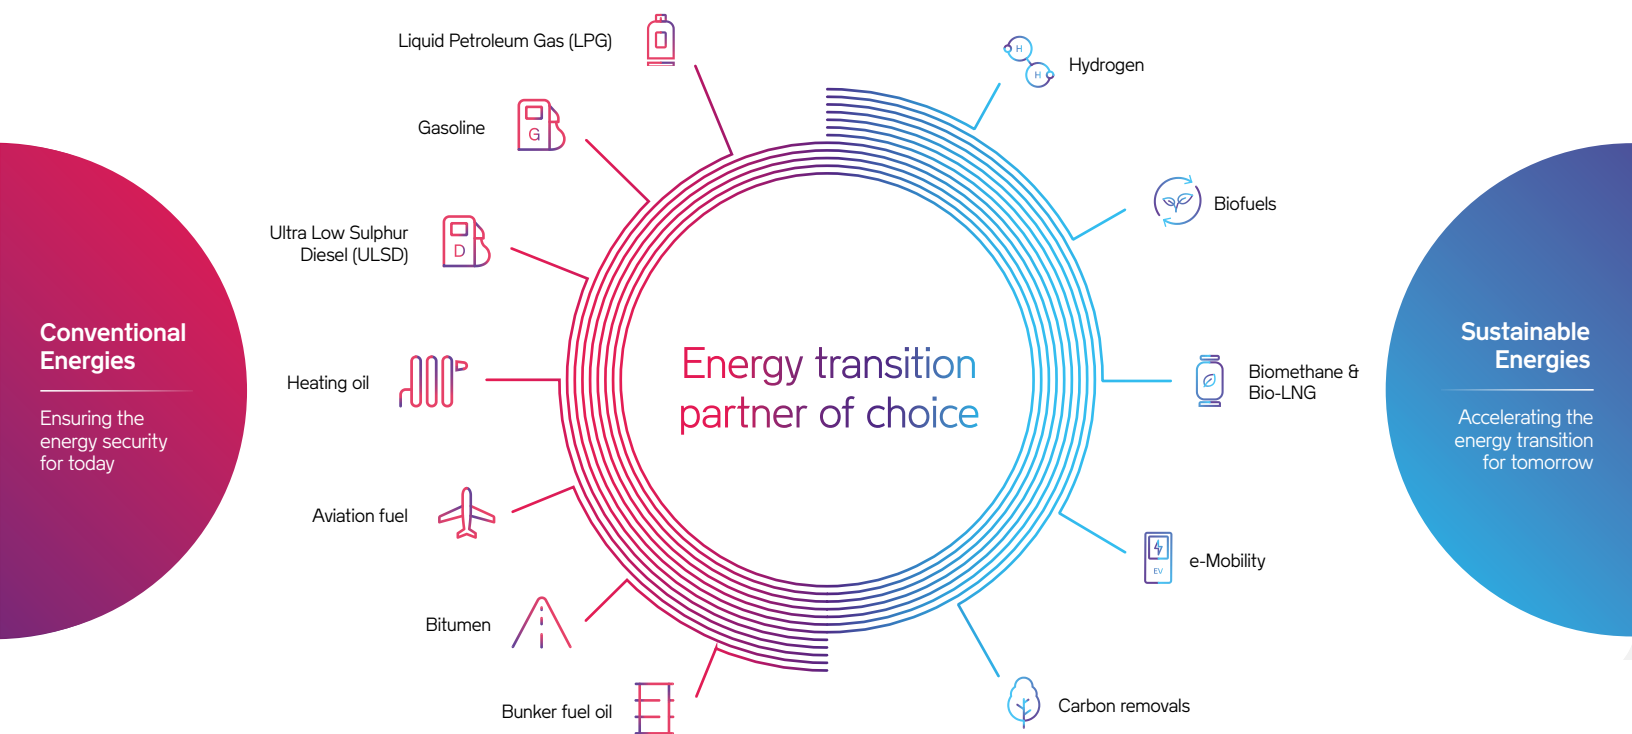 Conventional
Energies
Ensuring the
energy security
for today
Liquid Petroleum Gas (LPG)
Gasoline
G
Ultra Low Sulphur
Diesel (ULSD)
D
Heating oil
Aviation fuel
Bitumen
Bunker fuel oil
Energy transition
partner of choice
H
H
Hydrogen
Biofuels
Biomethane &
Bio-LNG
EV
e-Mobility
Carbon removals
Sustainable
Energies
Accelerating the
energy transition
for tomorrow